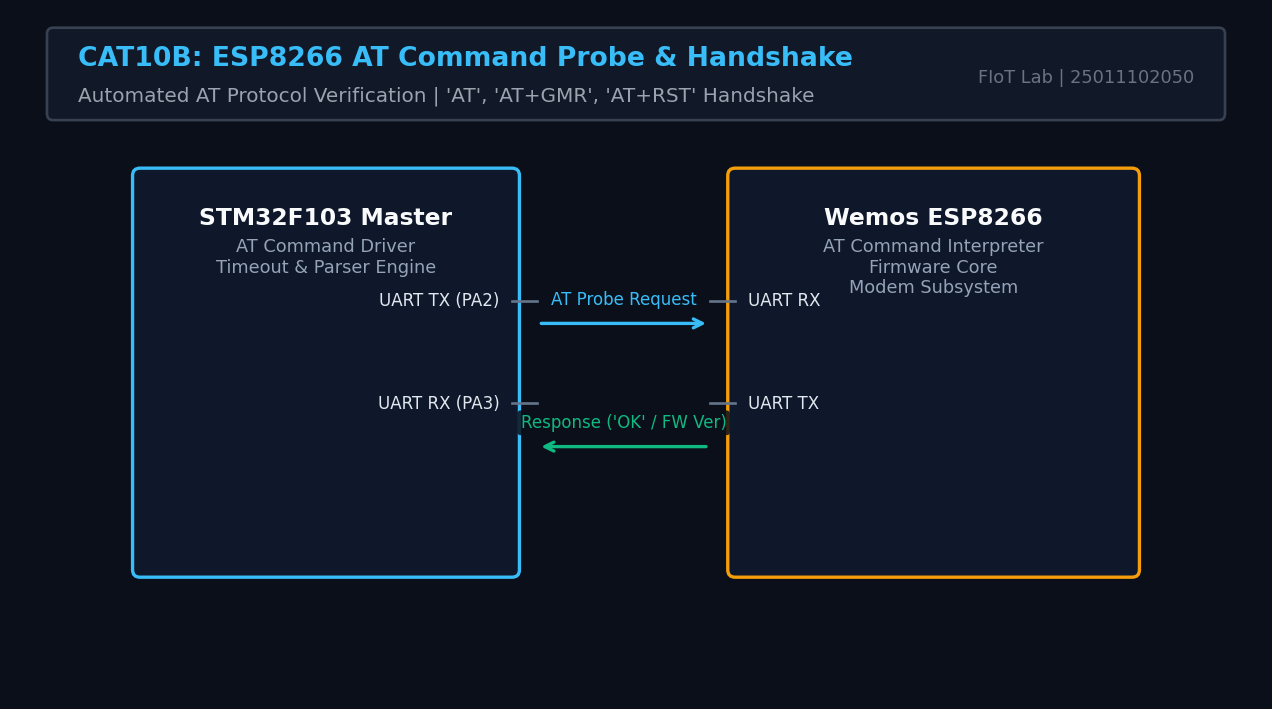 CAT10B: ESP8266 AT Command Probe & Handshake
Automated AT Protocol Verification | 'AT', 'AT+GMR', 'AT+RST' Handshake
FIoT Lab | 25011102050
STM32F103 Master
AT Command Driver
Timeout & Parser Engine
UART TX (PA2)
UART RX (PA3)
AT Probe Request
Response ('OK' / FW Ver)
Wemos ESP8266
AT Command Interpreter
Firmware Core
Modem Subsystem
UART RX
UART TX